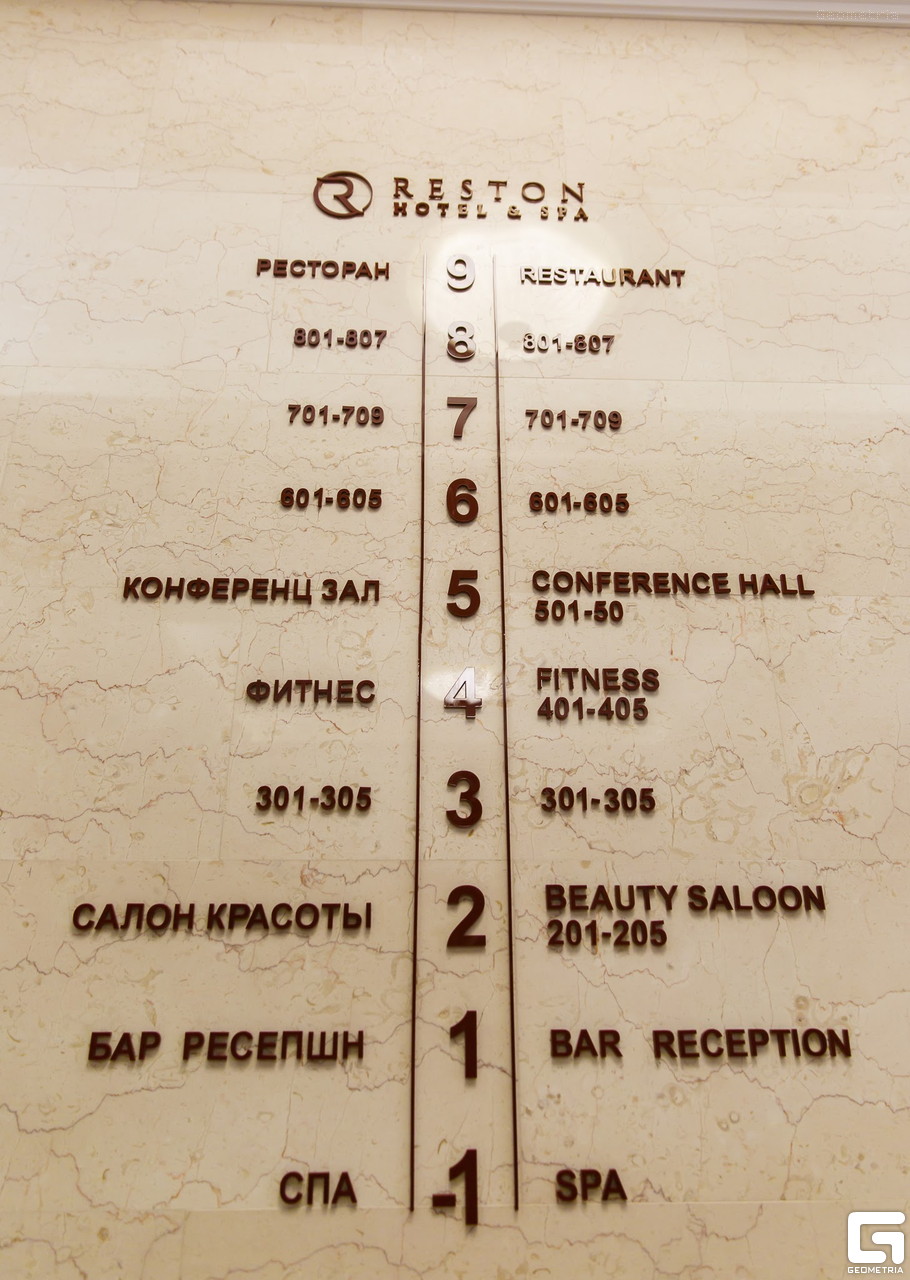 RESTON
HOTEL & SPA
РЕСТОРАН 9 RESTAURANT
801-807 8 801-807
701-709 7 701-709
601-605 6 601-605
КОНФЕРЕНЦ ЗАЛ 5 CONFERENCE HALL
501-50
ФИТНЕС 4 FITNESS
401-405
301-305 3 301-305
САЛОН КРАСОТЫ 2 BEAUTY SALOON
201-205
БАР РЕСЕПШН 1 BAR RECEPTION
СПА -1 SPA
GEOMETRIA